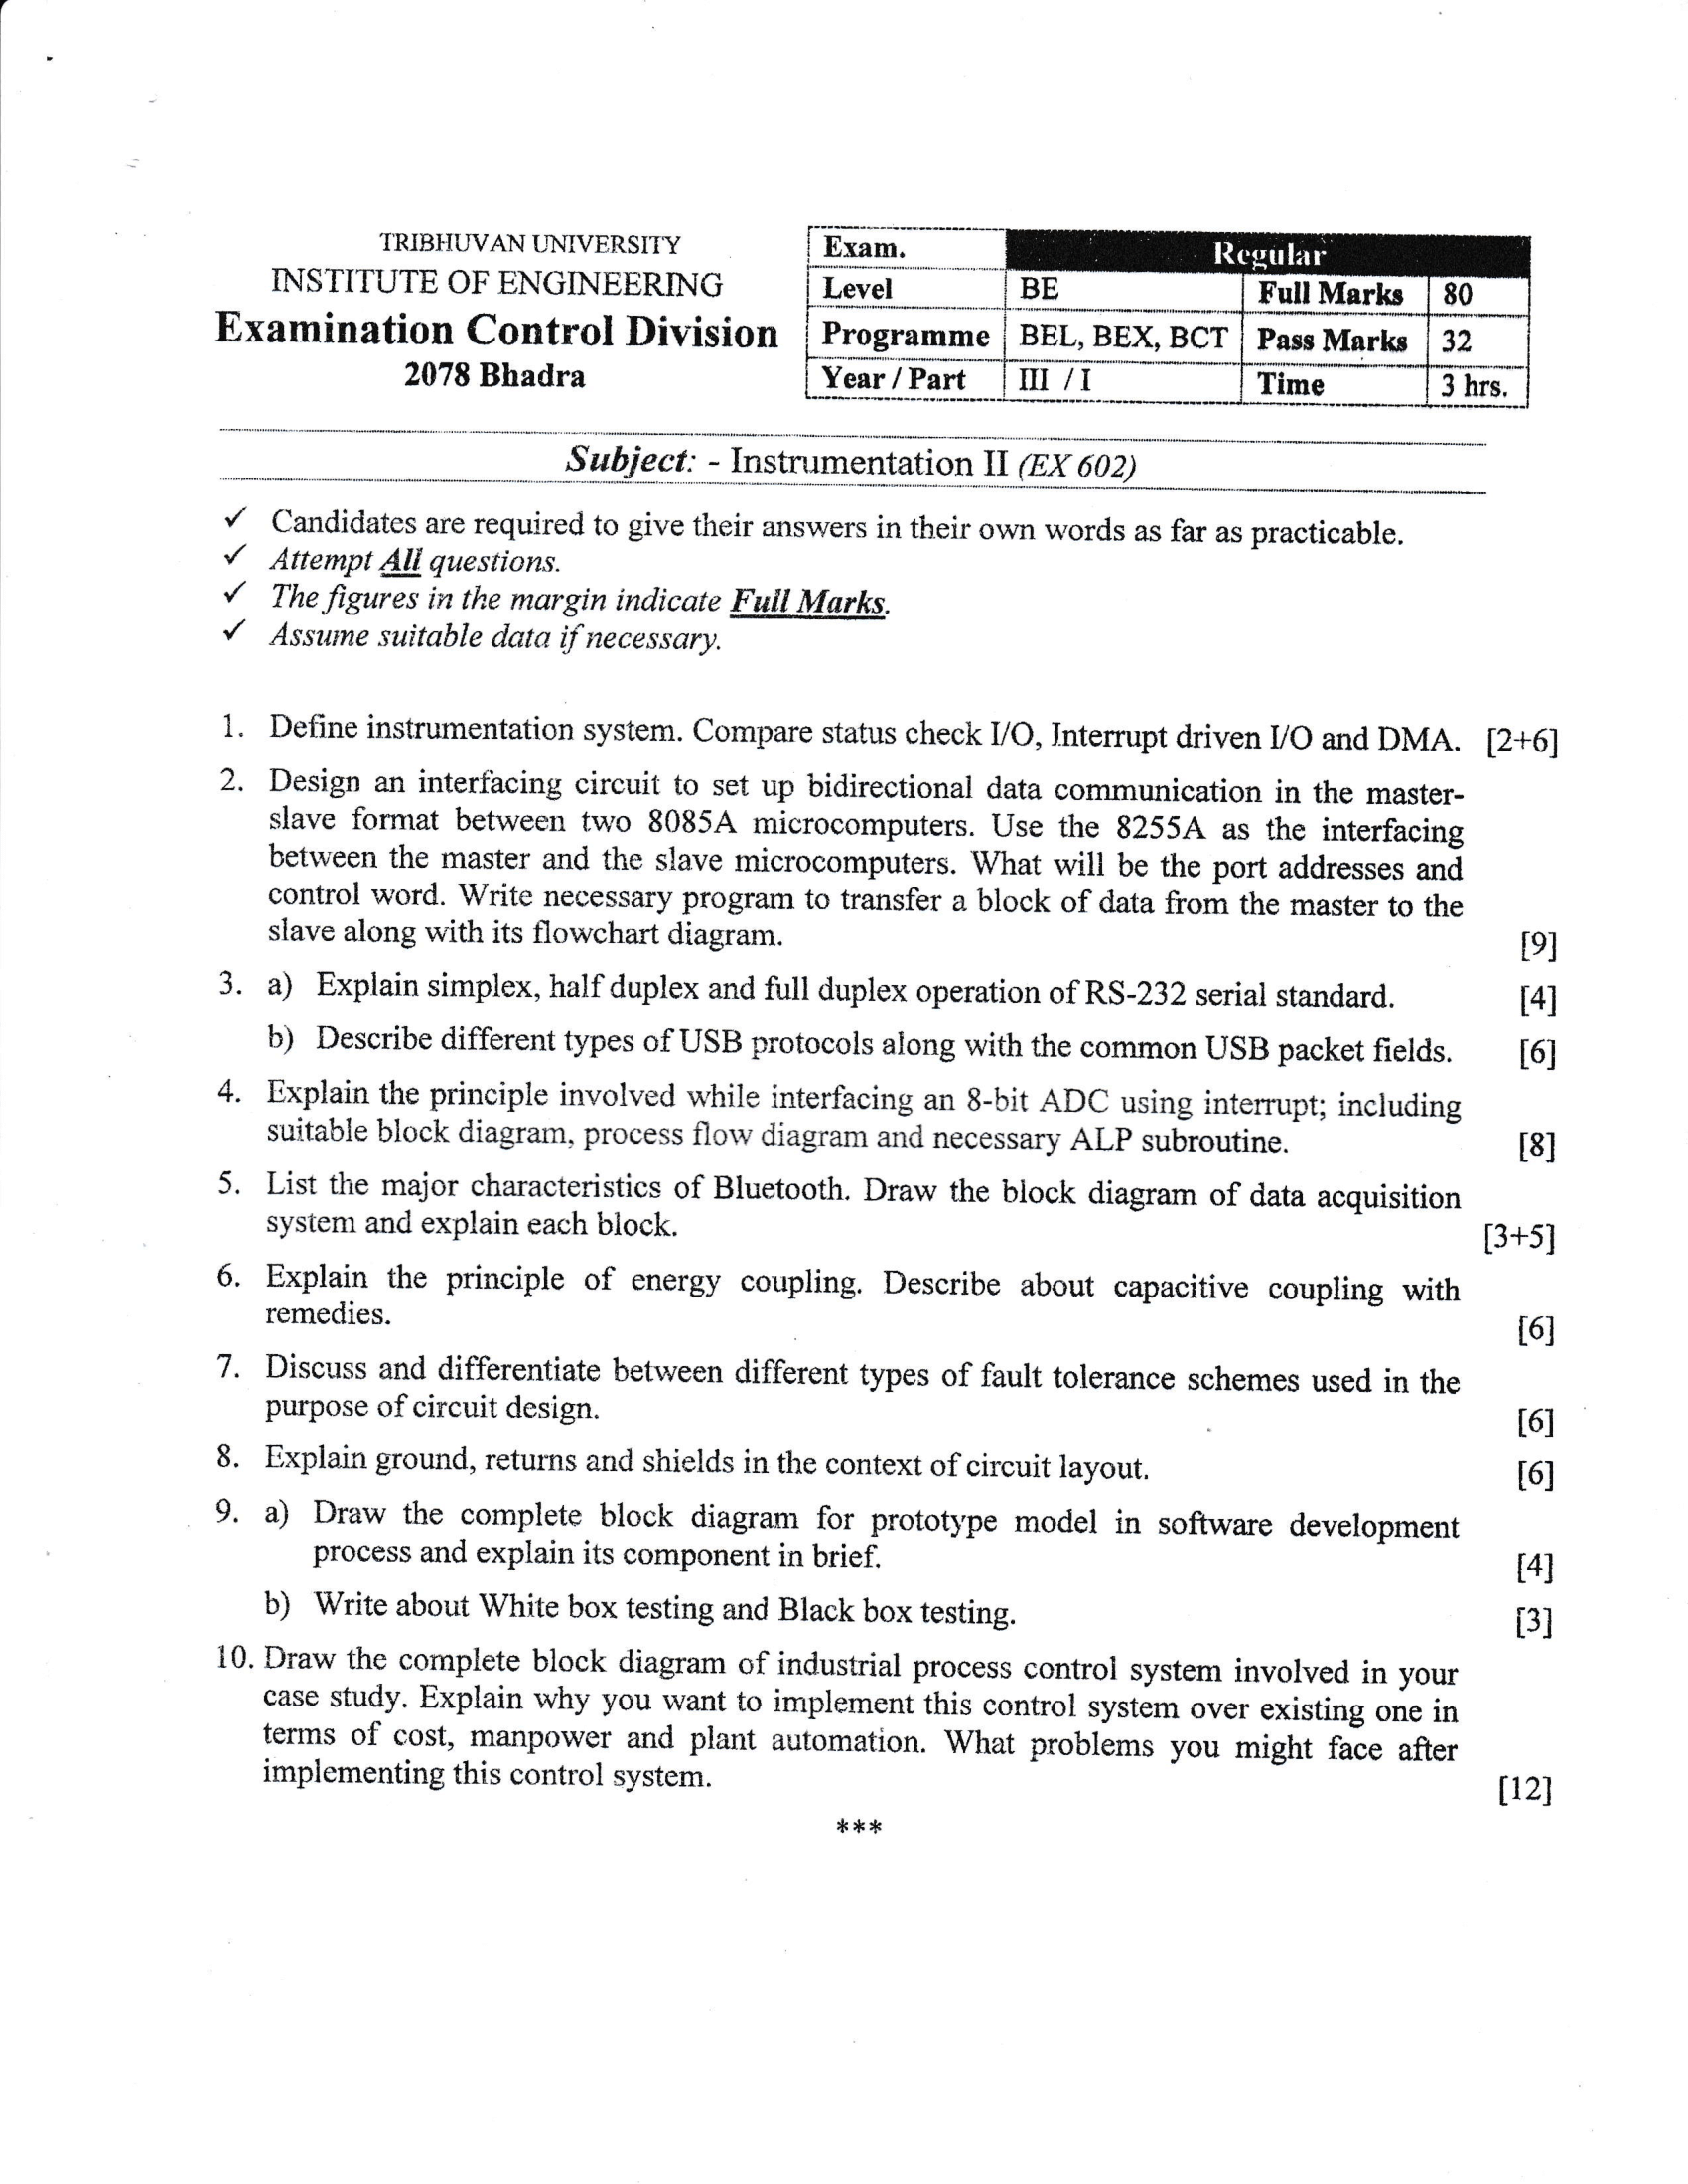 TRIBHUVAN UNIVERSITY
INSTITUTE OF ENGINEERING
Examination Control Division
2078 Bhadra
Exam. Regular
Level BE Full Marks 80
Programme BEL, BEX, BCT Pass Marks 32
Year / Part III / I Time 3 hrs.
Subject: - Instrumentation II (EX 602)
✓ Candidates are required to give their answers in their own words as far as practicable.
✓ Attempt All questions.
✓ The figures in the margin indicate Full Marks.
✓ Assume suitable data if necessary.
1. Define instrumentation system. Compare status check I/O, Interrupt driven I/O and DMA. [2+6]
2. Design an interfacing circuit to set up bidirectional data communication in the master-
slave format between two 8085A microcomputers. Use the 8255A as the interfacing
between the master and the slave microcomputers. What will be the port addresses and
control word. Write necessary program to transfer a block of data from the master to the
slave along with its flowchart diagram. [9]
3. a) Explain simplex, half duplex and full duplex operation of RS-232 serial standard. [4]
b) Describe different types of USB protocols along with the common USB packet fields. [6]
4. Explain the principle involved while interfacing an 8-bit ADC using interrupt; including
suitable block diagram, process flow diagram and necessary ALP subroutine. [8]
5. List the major characteristics of Bluetooth. Draw the block diagram of data acquisition
system and explain each block. [3+5]
6. Explain the principle of energy coupling. Describe about capacitive coupling with
remedies. [6]
7. Discuss and differentiate between different types of fault tolerance schemes used in the
purpose of circuit design. [6]
8. Explain ground, returns and shields in the context of circuit layout. [6]
9. a) Draw the complete block diagram for prototype model in software development
process and explain its component in brief. [4]
b) Write about White box testing and Black box testing. [3]
10. Draw the complete block diagram of industrial process control system involved in your
case study. Explain why you want to implement this control system over existing one in
terms of cost, manpower and plant automation. What problems you might face after
implementing this control system. [12]
***